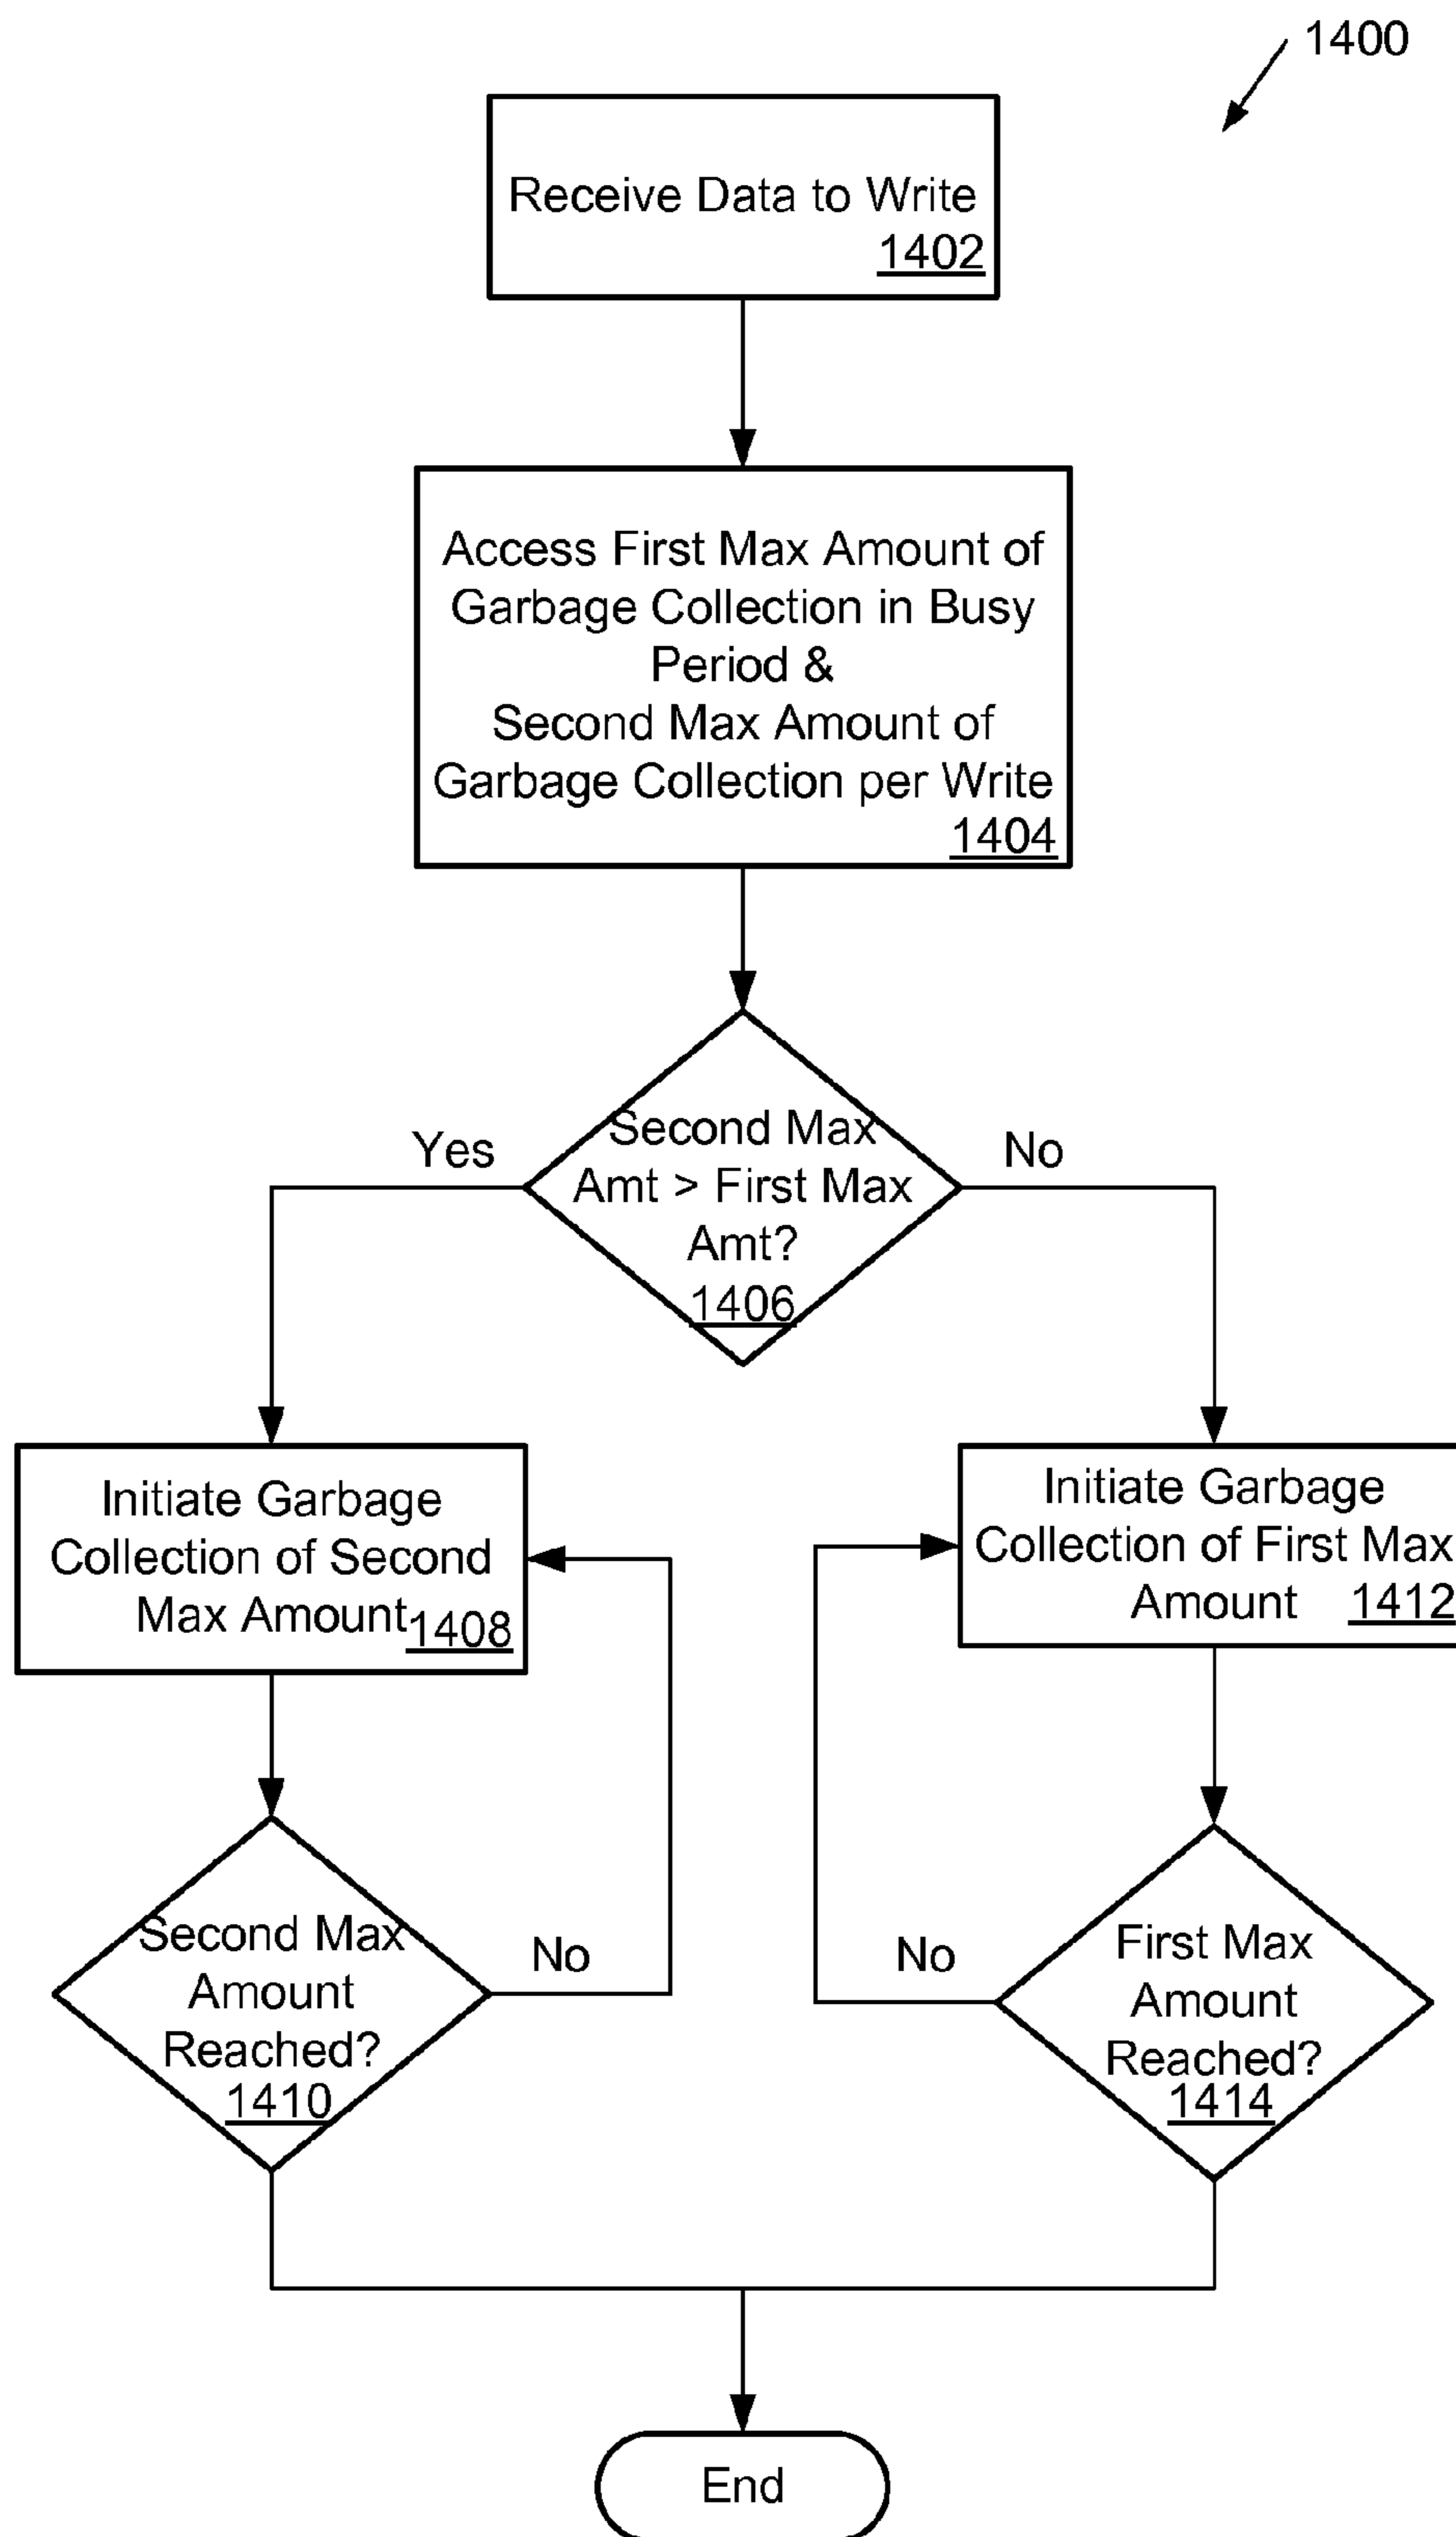 1400
Receive Data to Write
1402
Access First Max Amount of
Garbage Collection in Busy
Period &
Second Max Amount of
Garbage Collection per Write
1404
Second Max
Amt > First Max
Amt?
1406
Yes
No
Initiate Garbage
Collection of Second
Max Amount
1408
Initiate Garbage
Collection of First Max
Amount 1412
Second Max
Amount
Reached?
1410
No
No
First Max
Amount
Reached?
1414
End